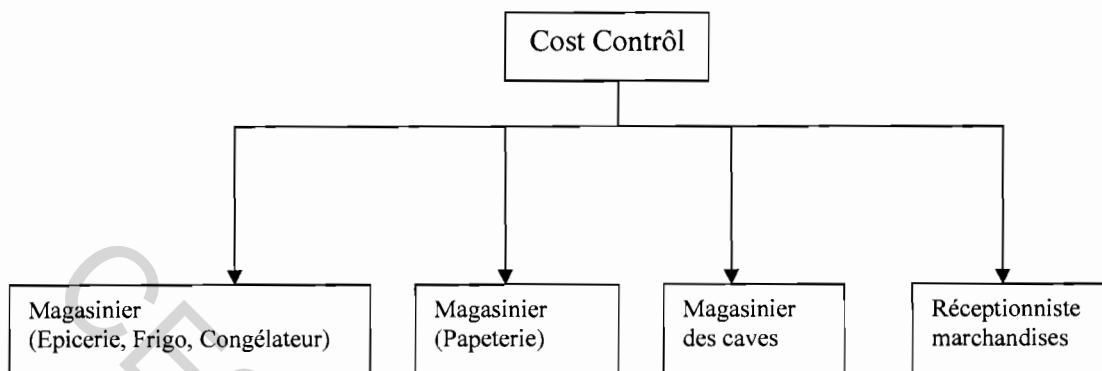 Cost Contrôl
Magasinier
(Epicerie, Frigo, Congélateur)
Magasinier
(Papeterie)
Magasinier
des caves
Réceptionniste
marchandises